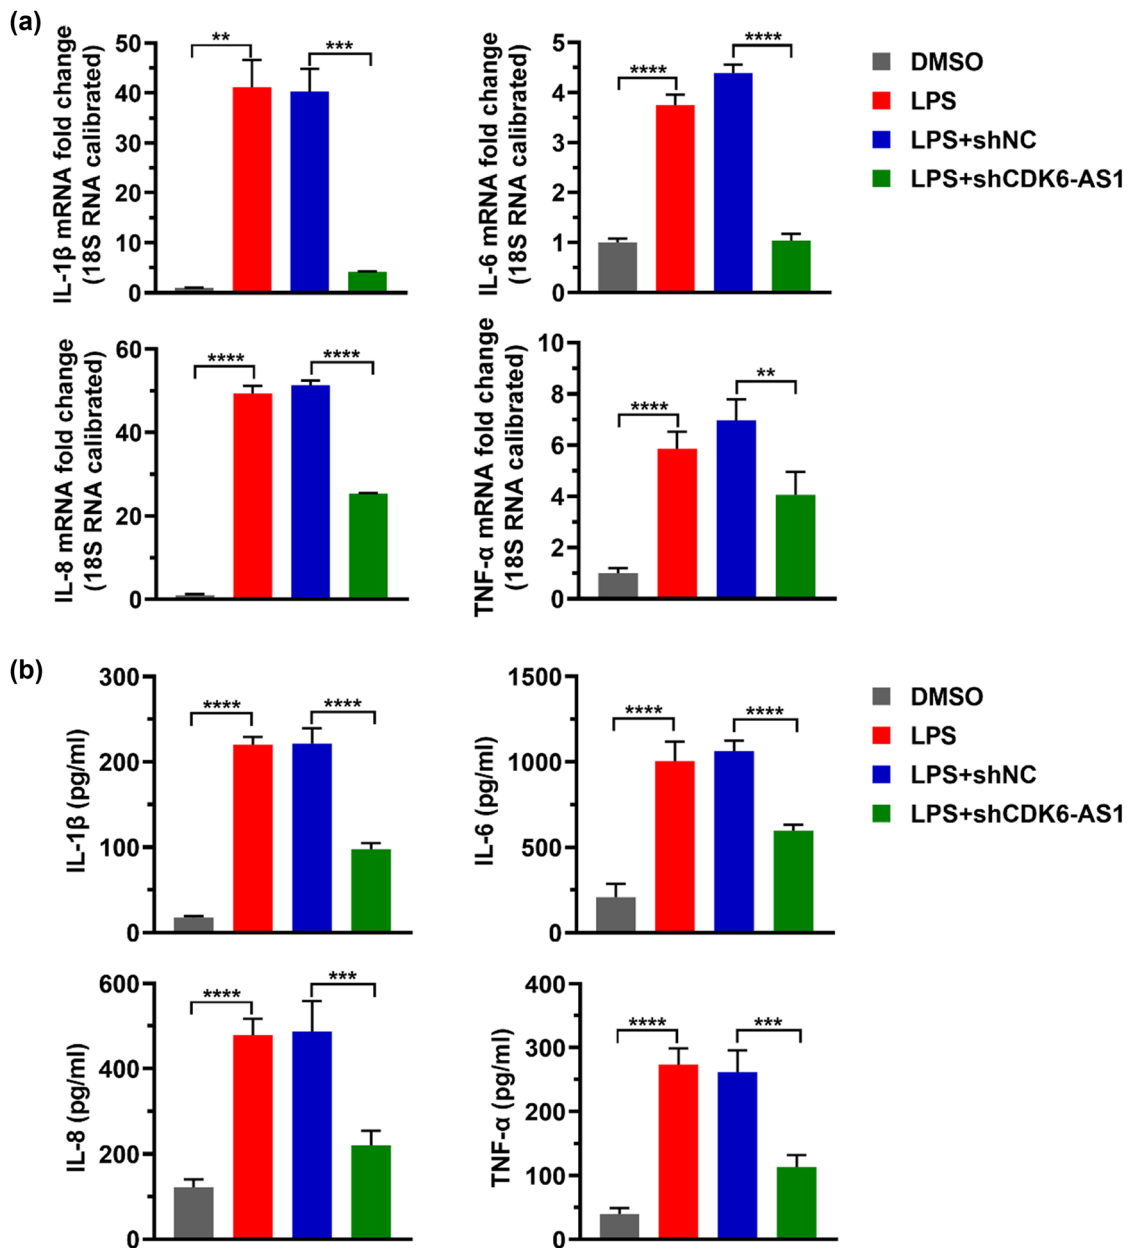 (a)
IL-1β mRNA fold change
(18S RNA calibrated)
50
40
30
20
10
0
**
***
IL-6 mRNA fold change
(18S RNA calibrated)
5
4
3
2
1
0
****
****
DMSO
LPS
LPS+shNC
LPS+shCDK6-AS1
IL-8 mRNA fold change
(18S RNA calibrated)
60
40
20
0
****
****
TNF-α mRNA fold change
(18S RNA calibrated)
10
8
6
4
2
0
****
**
(b)
IL-1β (pg/ml)
300
200
100
0
****
****
IL-6 (pg/ml)
1500
1000
500
0
****
****
DMSO
LPS
LPS+shNC
LPS+shCDK6-AS1
IL-8 (pg/ml)
600
400
200
0
****
***
TNF-α (pg/ml)
400
300
200
100
0
****
***